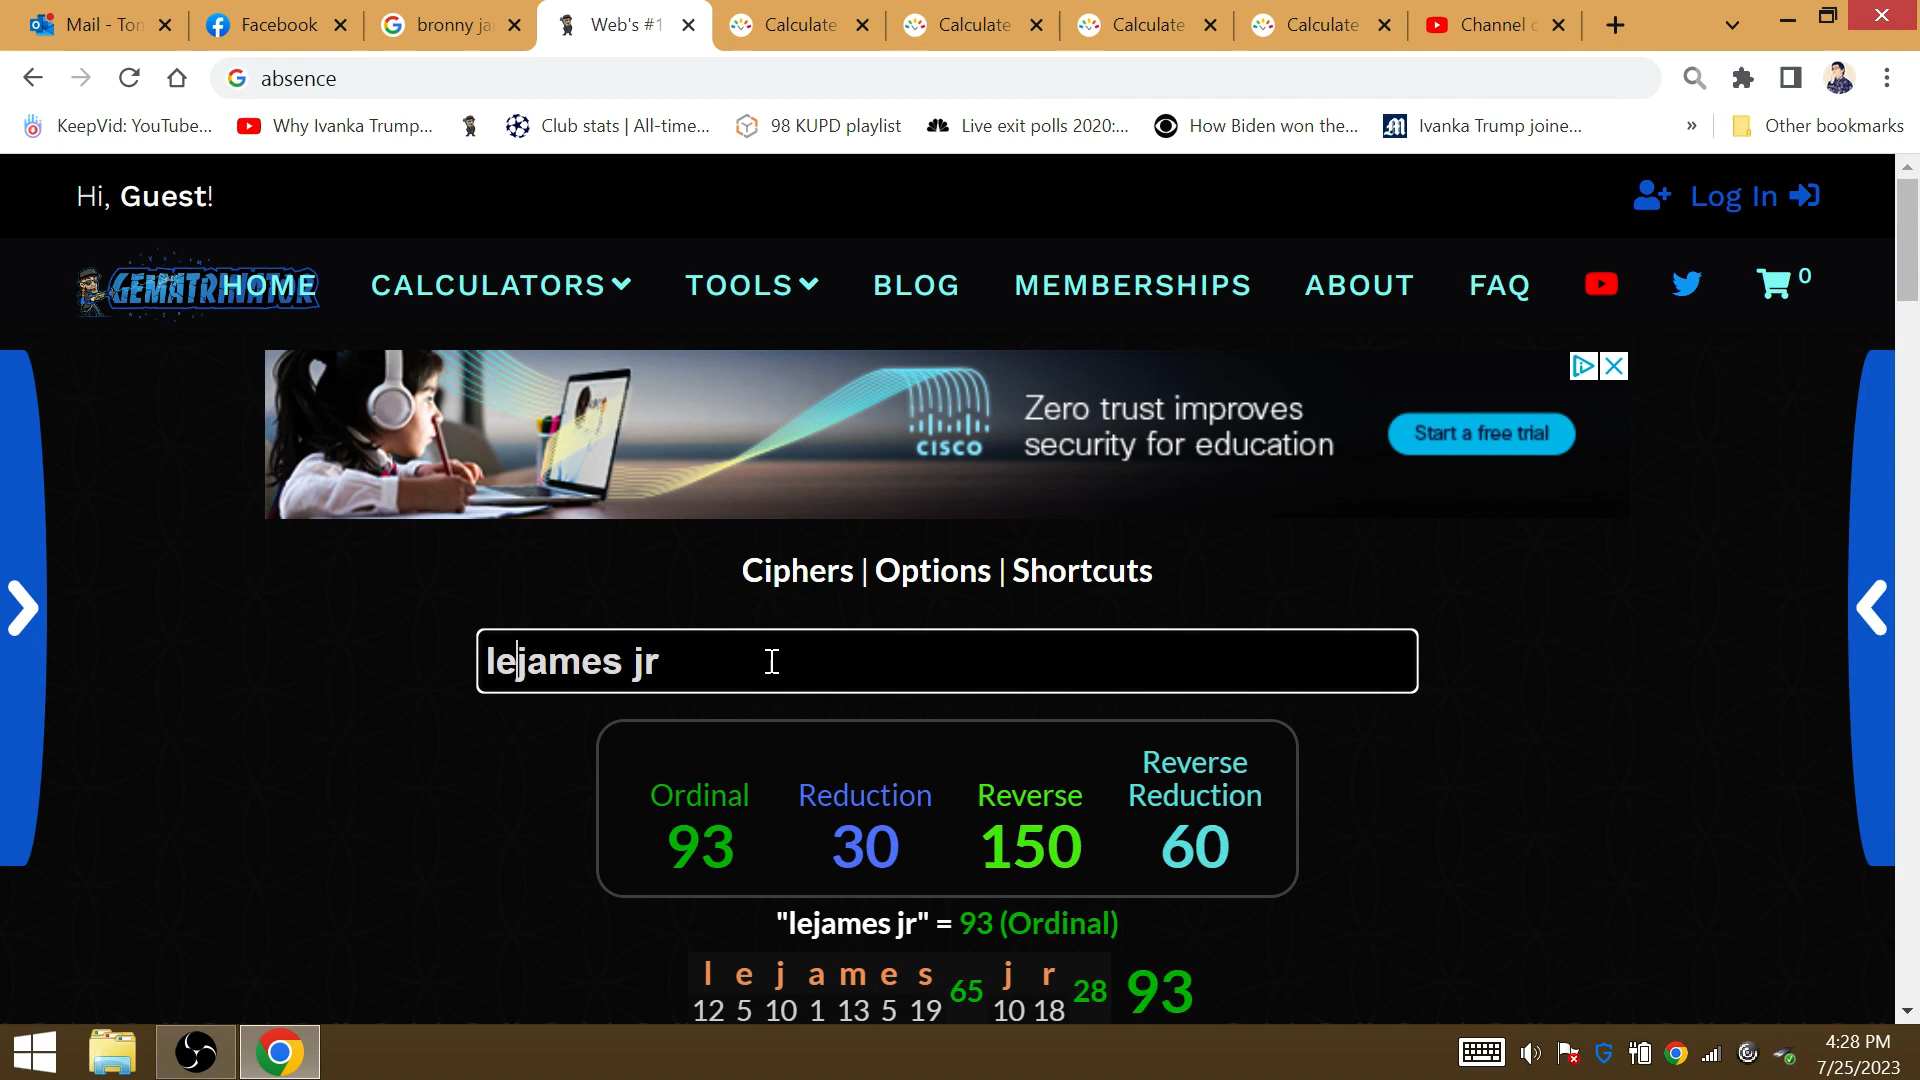 Mail - Ton
Facebook
bronny ja
Web's #1
Calculate
Calculate
Calculate
Calculate
Channel c
absence
KeepVid: YouTube...
Why Ivanka Trump...
Club stats | All-time...
98 KUPD playlist
Live exit polls 2020:...
How Biden won the...
Ivanka Trump joine...
»
Other bookmarks
Hi, Guest!
Log In
GEMATRINATOR
HOME
CALCULATORS
TOOLS
BLOG
MEMBERSHIPS
ABOUT
FAQ
0
CISCO
Zero trust improves
security for education
Start a free trial
Ciphers | Options | Shortcuts
lejames jr
Ordinal
93
Reduction
30
Reverse
150
Reverse
Reduction
60
"lejames jr" = 93 (Ordinal)
l e j a m e s 65 j r 28 93
12 5 10 1 13 5 19 10 18
4:28 PM
7/25/2023